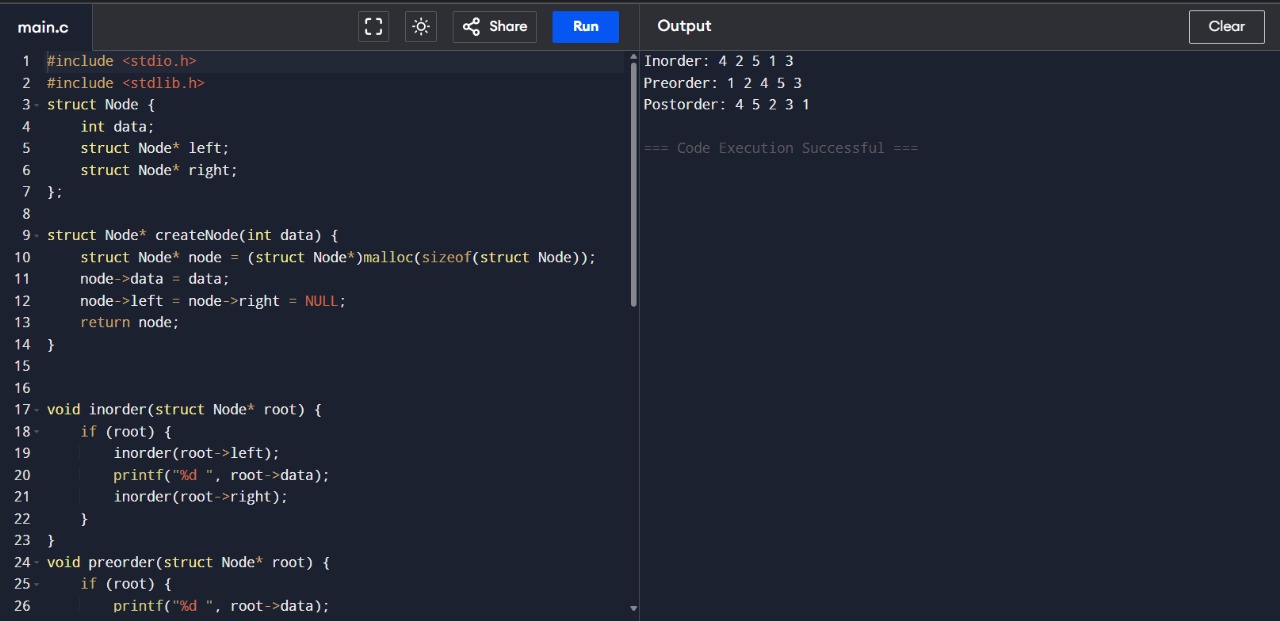 main.c
Share
Run
Output
Clear
1 #include <stdio.h>
2 #include <stdlib.h>
3 struct Node {
4     int data;
5     struct Node* left;
6     struct Node* right;
7 };
8
9 struct Node* createNode(int data) {
10     struct Node* node = (struct Node*)malloc(sizeof(struct Node));
11     node->data = data;
12     node->left = node->right = NULL;
13     return node;
14 }
15
16
17 void inorder(struct Node* root) {
18     if (root) {
19         inorder(root->left);
20         printf("%d ", root->data);
21         inorder(root->right);
22     }
23 }
24 void preorder(struct Node* root) {
25     if (root) {
26         printf("%d ", root->data);
Inorder: 4 2 5 1 3
Preorder: 1 2 4 5 3
Postorder: 4 5 2 3 1
=== Code Execution Successful ===